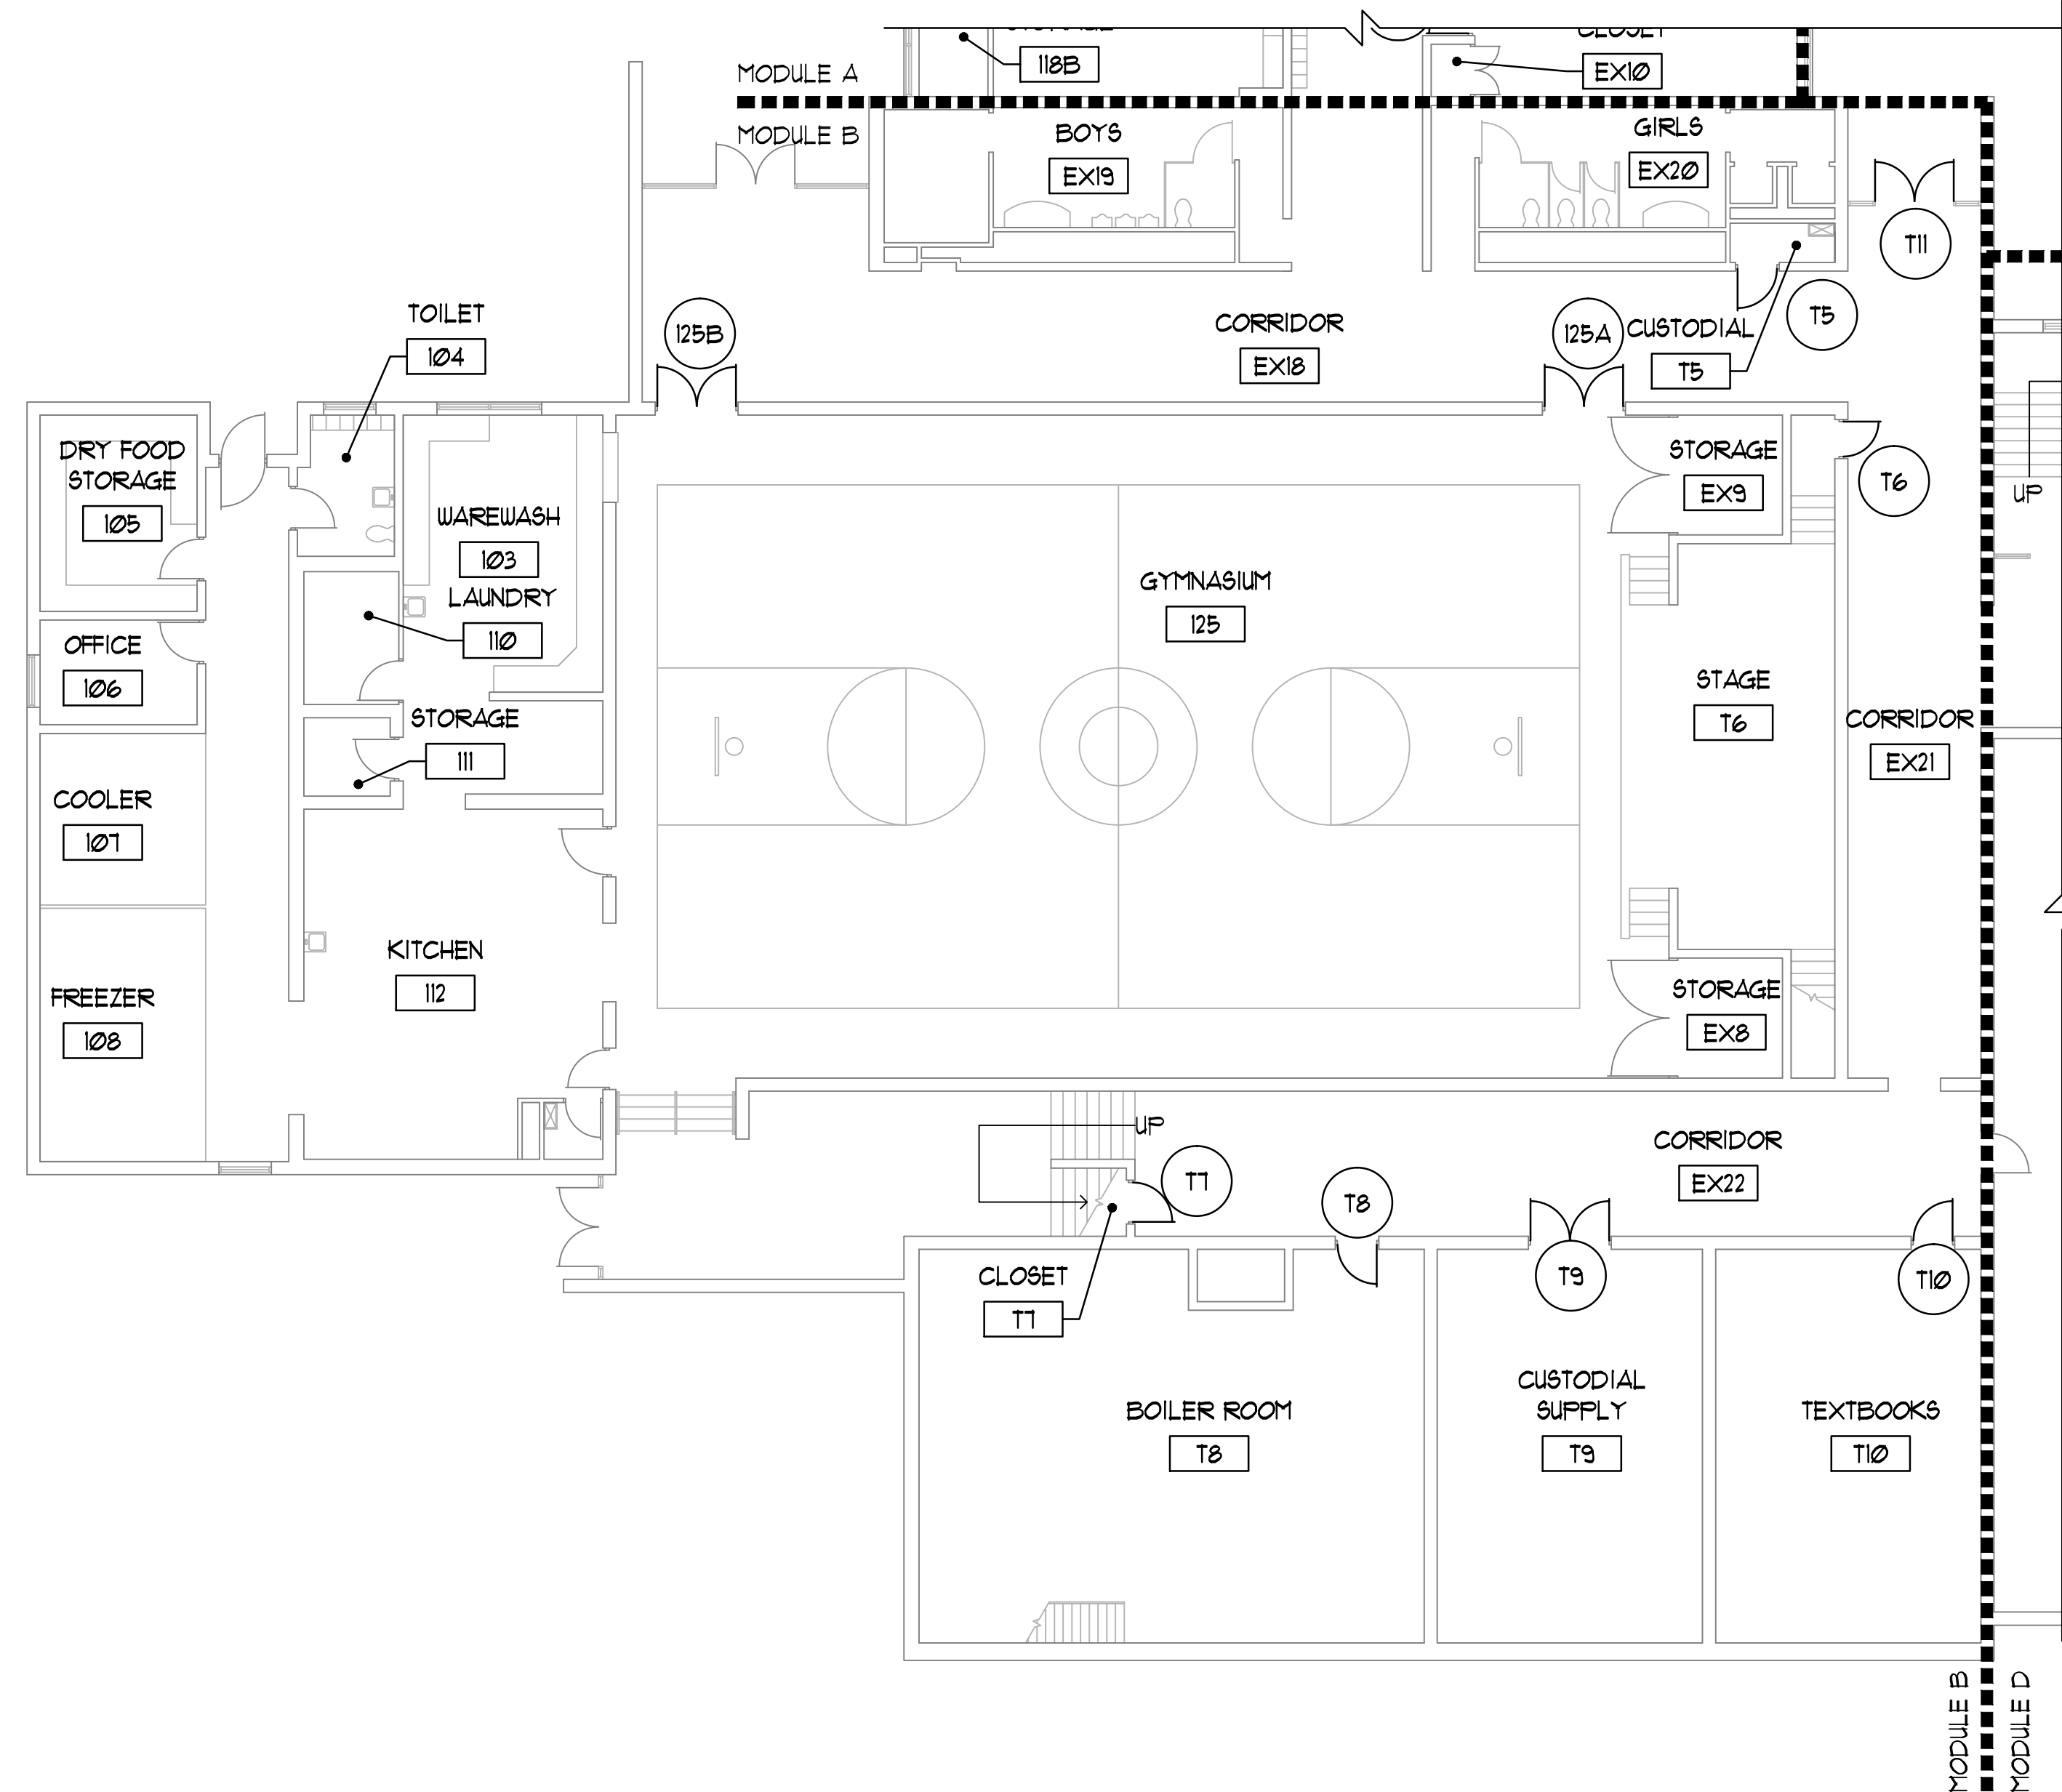 118B
EX10
MODULE A
MODULE B
BOYS
EX19
GIRLS
EX20
T11
TOILET
104
125B
CORRIDOR
EX18
125A
CUSTODIAL
T5
T5
DRY FOOD
STORAGE
105
WAREWASH
103
LAUNDRY
110
STORAGE
EX9
T6
UP
GYMNASIUM
125
OFFICE
106
STORAGE
111
STAGE
T6
CORRIDOR
EX21
COOLER
107
KITCHEN
112
FREEZER
108
STORAGE
EX8
UP
CORRIDOR
EX22
T7
T8
CLOSET
T7
T9
T10
BOILER ROOM
T8
CUSTODIAL
SUPPLY
T9
TEXTBOOKS
T10
MODULE B
MODULE D